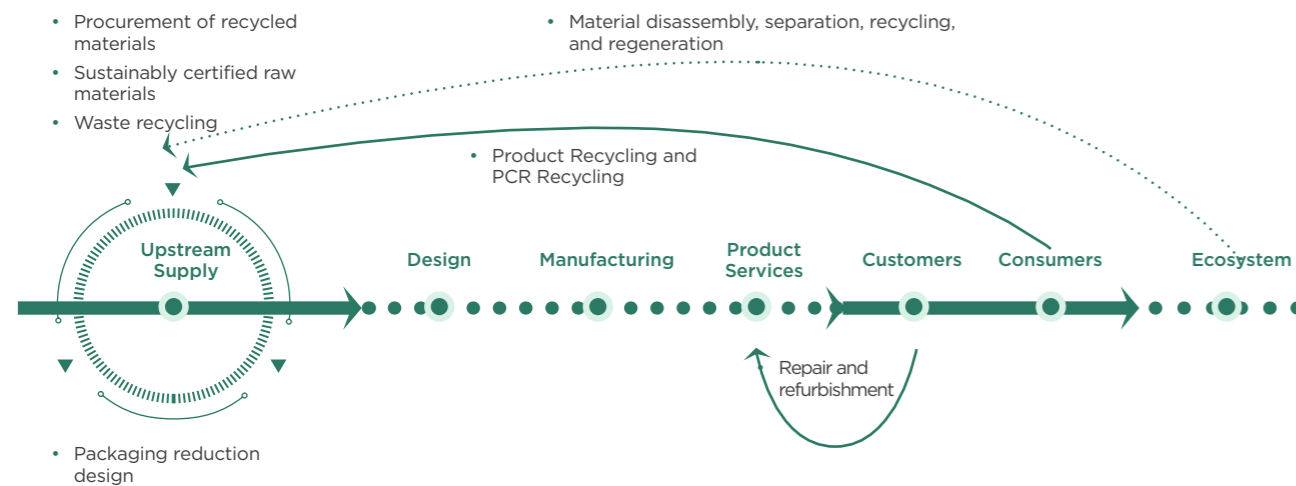 • Procurement of recycled
materials
• Sustainably certified raw
materials
• Waste recycling
• Material disassembly, separation, recycling,
and regeneration
• Product Recycling and
PCR Recycling
Upstream
Supply
Design
Manufacturing
Product
Services
Customers
Consumers
Ecosystem
• Repair and
refurbishment
• Packaging reduction
design